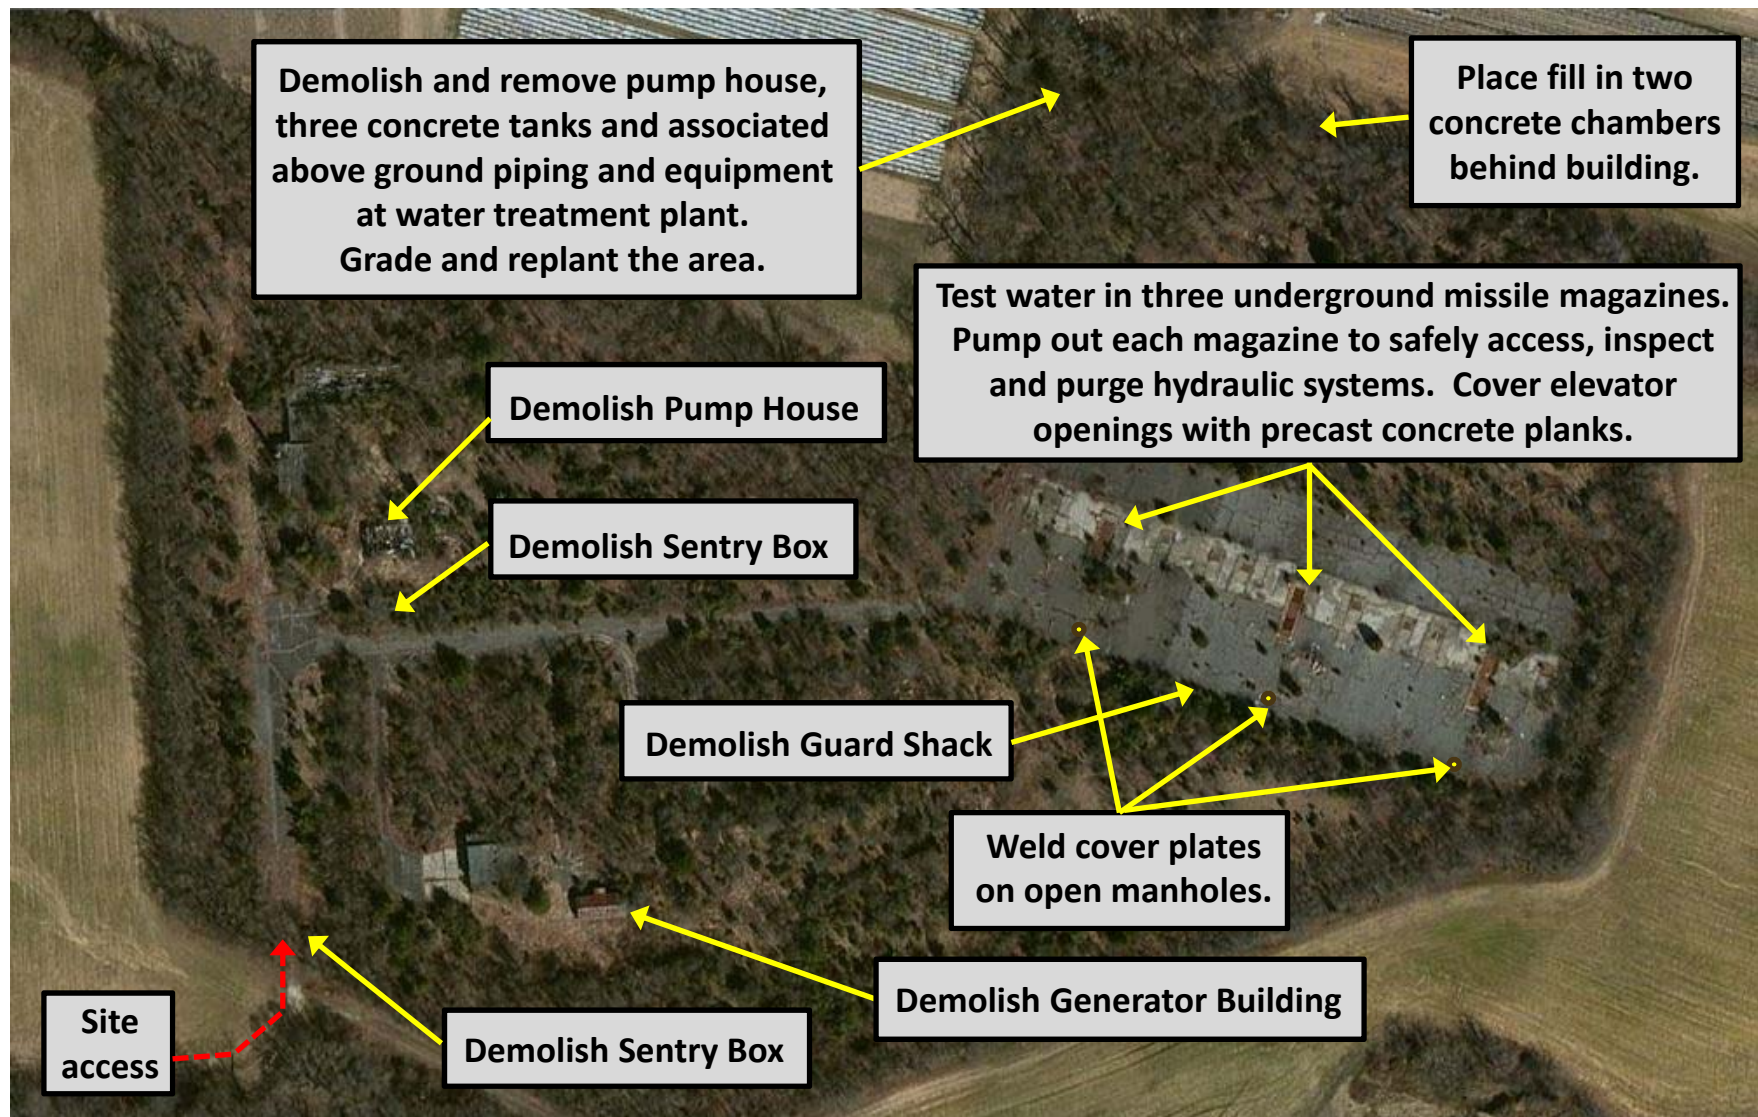 Demolish and remove pump house,
three concrete tanks and associated
above ground piping and equipment
at water treatment plant.
Grade and replant the area.
Place fill in two
concrete chambers
behind building.
Test water in three underground missile magazines.
Pump out each magazine to safely access, inspect
and purge hydraulic systems.  Cover elevator
openings with precast concrete planks.
Demolish Pump House
Demolish Sentry Box
Demolish Guard Shack
Weld cover plates
on open manholes.
Demolish Generator Building
Site
access
Demolish Sentry Box